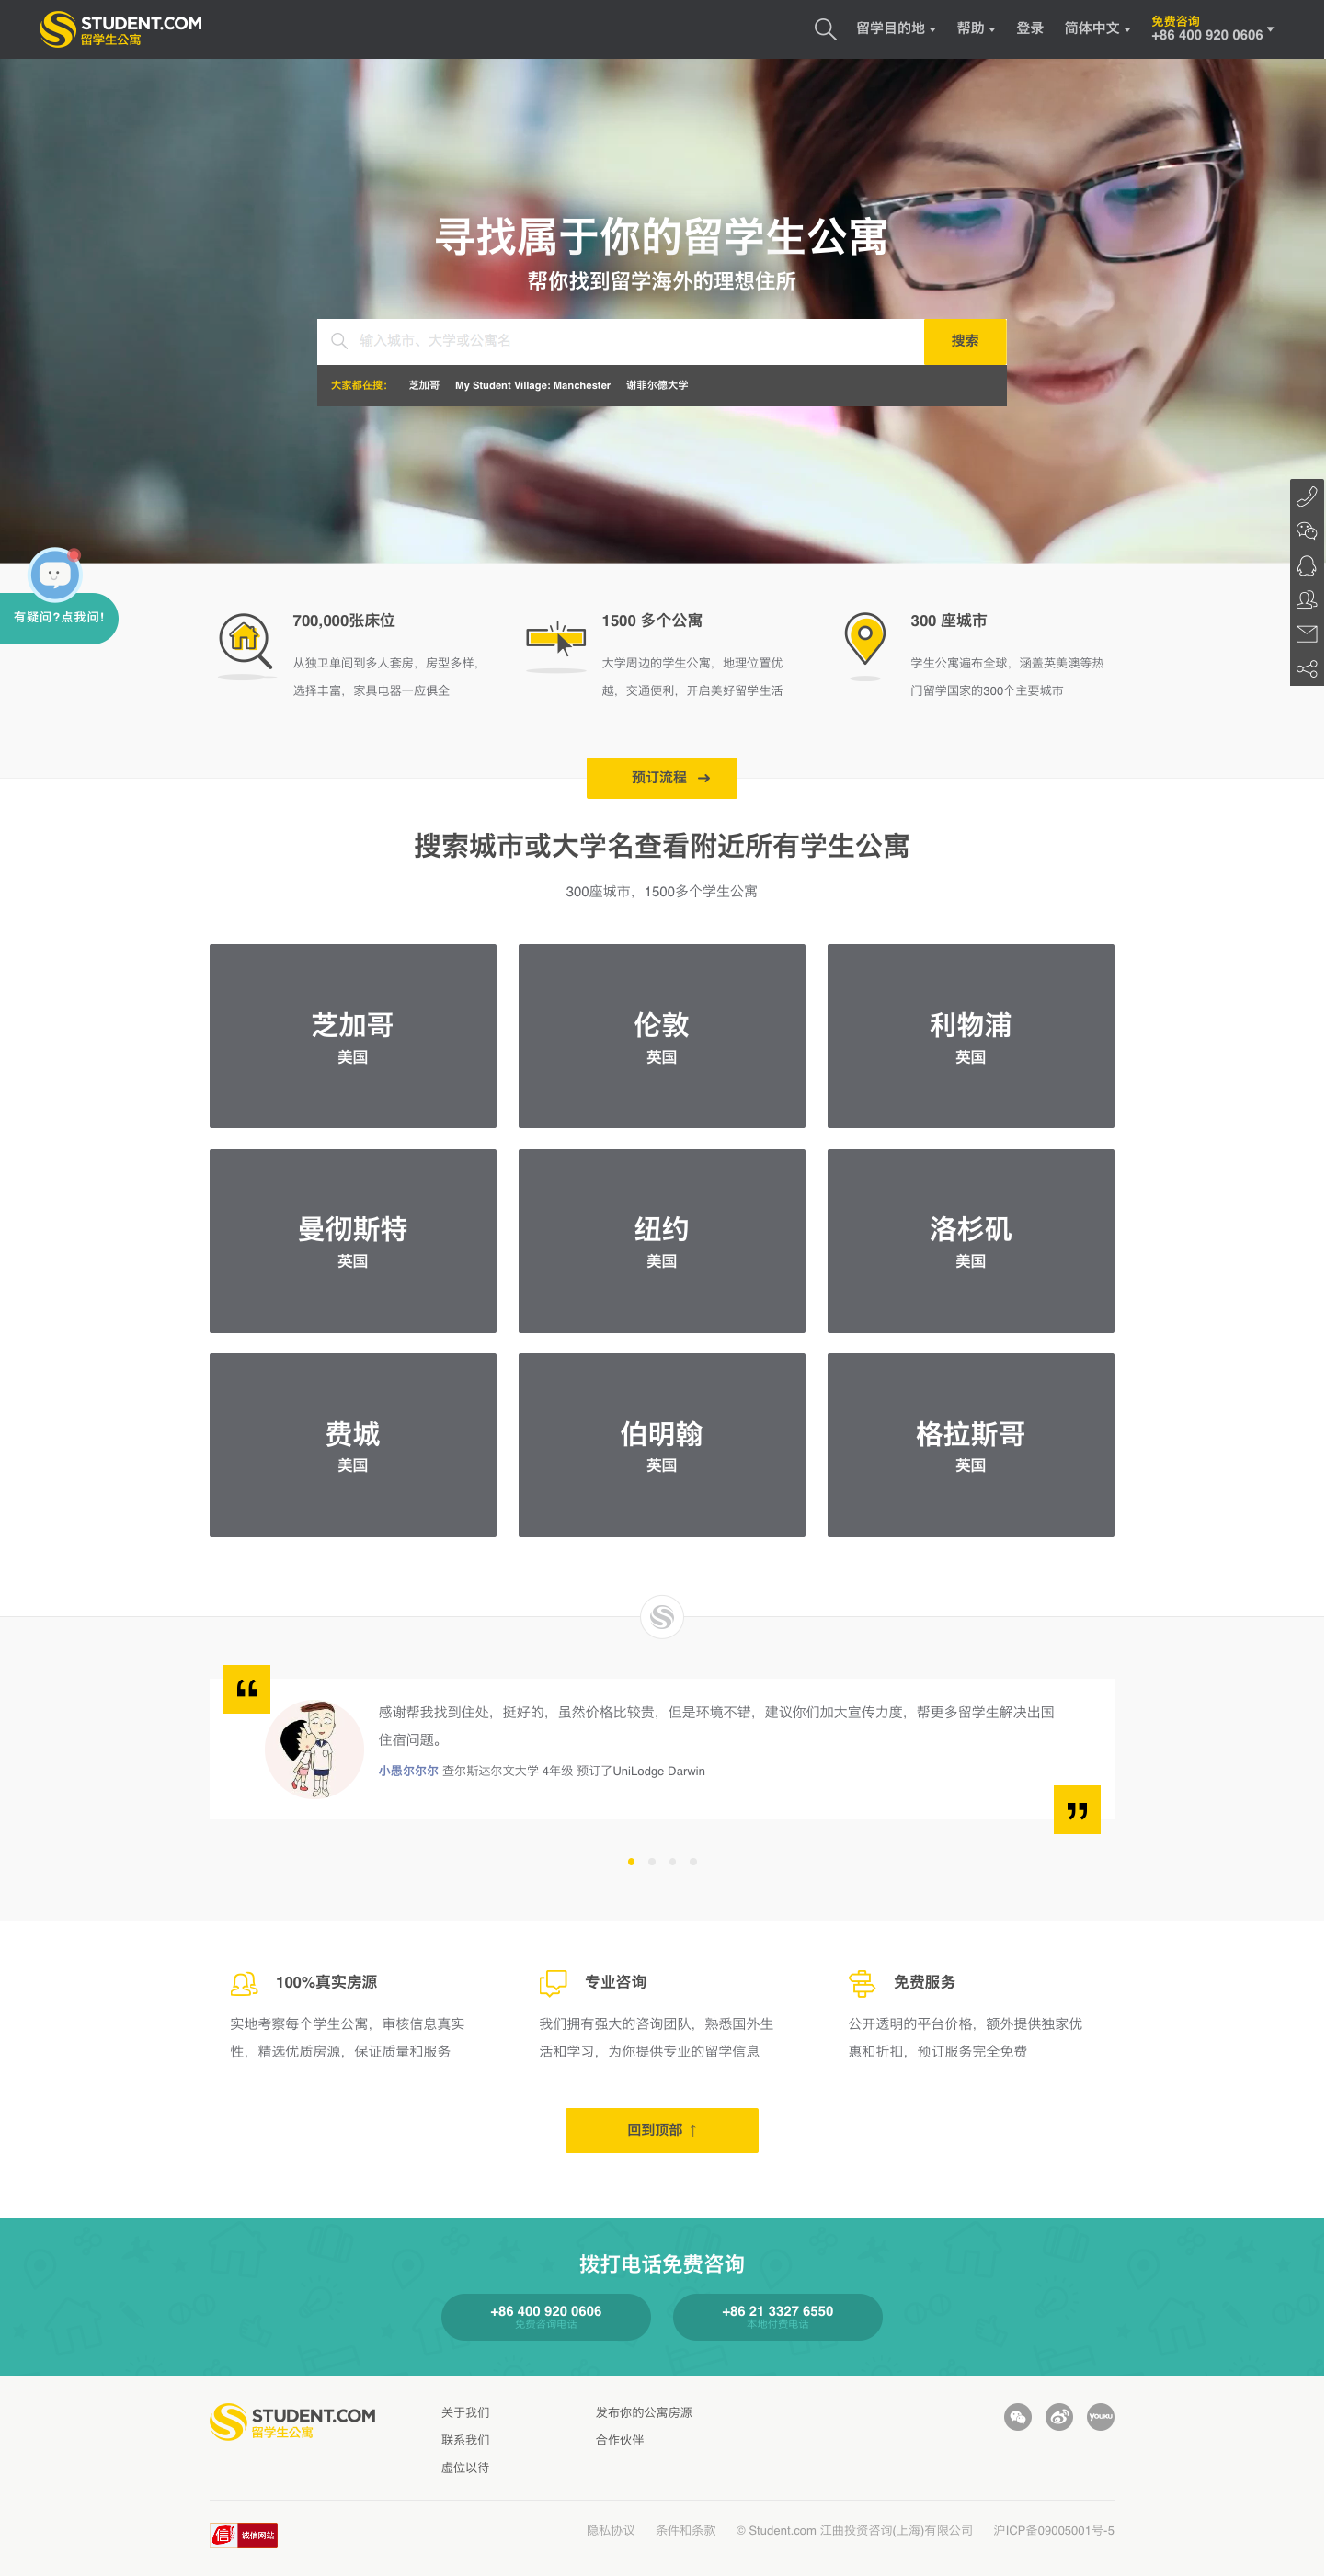 STUDENT.COM
留学生公寓
留学目的地
帮助
登录
简体中文
免费咨询
+86 400 920 0606
寻找属于你的留学生公寓
帮你找到留学海外的理想住所
输入城市、大学或公寓名
搜索
大家都在搜：
芝加哥
My Student Village: Manchester
谢菲尔德大学
有疑问?点我问!
700,000张床位
从独卫单间到多人套房，房型多样，
选择丰富，家具电器一应俱全
1500 多个公寓
大学周边的学生公寓，地理位置优
越，交通便利，开启美好留学生活
300 座城市
学生公寓遍布全球，涵盖英美澳等热
门留学国家的300个主要城市
预订流程
搜索城市或大学名查看附近所有学生公寓
300座城市，1500多个学生公寓
芝加哥
美国
伦敦
英国
利物浦
英国
曼彻斯特
英国
纽约
美国
洛杉矶
美国
费城
美国
伯明翰
英国
格拉斯哥
英国
感谢帮我找到住处，挺好的，虽然价格比较贵，但是环境不错，建议你们加大宣传力度，帮更多留学生解决出国
住宿问题。
小愚尔尔尔 查尔斯达尔文大学 4年级 预订了UniLodge Darwin
100%真实房源
实地考察每个学生公寓，审核信息真实
性，精选优质房源，保证质量和服务
专业咨询
我们拥有强大的咨询团队，熟悉国外生
活和学习，为你提供专业的留学信息
免费服务
公开透明的平台价格，额外提供独家优
惠和折扣，预订服务完全免费
回到顶部 ↑
拨打电话免费咨询
+86 400 920 0606
免费咨询电话
+86 21 3327 6550
本地付费电话
STUDENT.COM
留学生公寓
关于我们
联系我们
虚位以待
发布你的公寓房源
合作伙伴
YOUKU
信 诚信网站
隐私协议
条件和条款
© Student.com 江曲投资咨询(上海)有限公司
沪ICP备09005001号-5